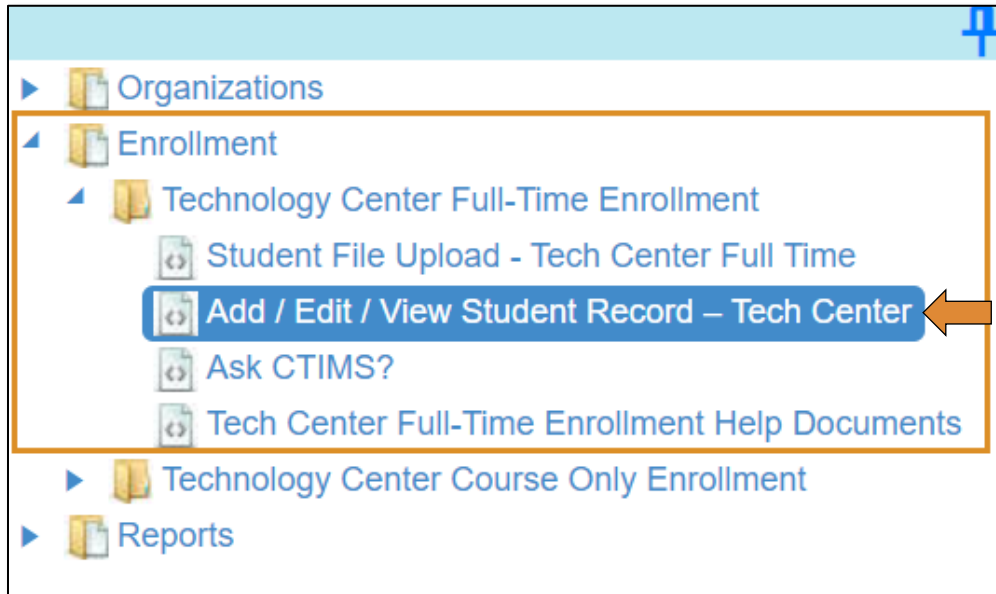 Organizations
Enrollment
Technology Center Full-Time Enrollment
Student File Upload - Tech Center Full Time
Add / Edit / View Student Record – Tech Center
Ask CTIMS?
Tech Center Full-Time Enrollment Help Documents
Technology Center Course Only Enrollment
Reports